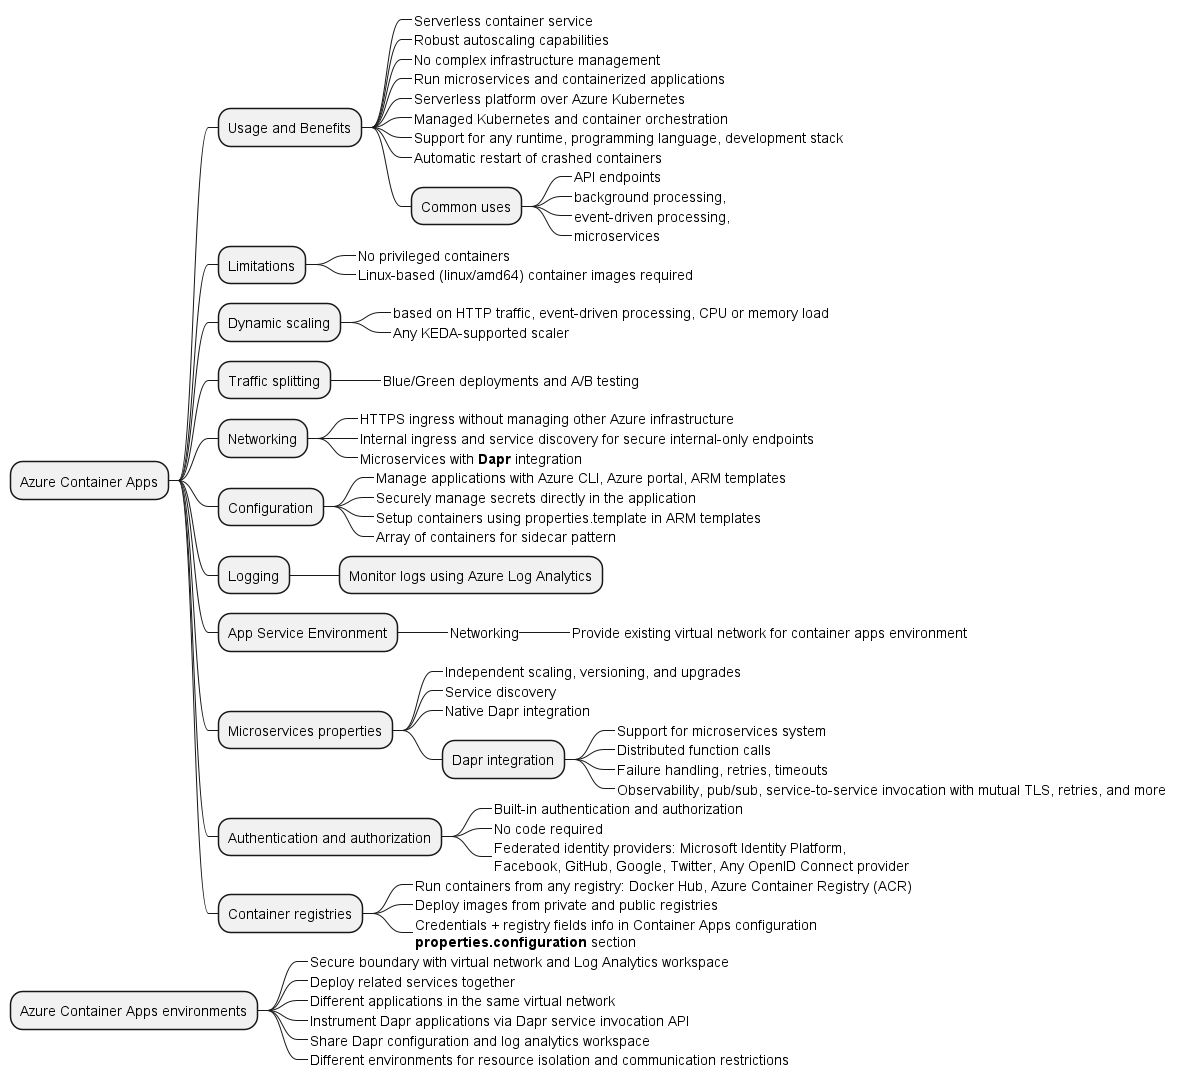 Azure Container Apps
Usage and Benefits
Serverless container service
Robust autoscaling capabilities
No complex infrastructure management
Run microservices and containerized applications
Serverless platform over Azure Kubernetes
Managed Kubernetes and container orchestration
Support for any runtime, programming language, development stack
Automatic restart of crashed containers
Common uses
API endpoints
background processing,
event-driven processing,
microservices
Limitations
No privileged containers
Linux-based (linux/amd64) container images required
Dynamic scaling
based on HTTP traffic, event-driven processing, CPU or memory load
Any KEDA-supported scaler
Traffic splitting
Blue/Green deployments and A/B testing
Networking
HTTPS ingress without managing other Azure infrastructure
Internal ingress and service discovery for secure internal-only endpoints
Microservices with Dapr integration
Configuration
Manage applications with Azure CLI, Azure portal, ARM templates
Securely manage secrets directly in the application
Setup containers using properties.template in ARM templates
Array of containers for sidecar pattern
Logging
Monitor logs using Azure Log Analytics
App Service Environment
Networking
Provide existing virtual network for container apps environment
Microservices properties
Independent scaling, versioning, and upgrades
Service discovery
Native Dapr integration
Dapr integration
Support for microservices system
Distributed function calls
Failure handling, retries, timeouts
Observability, pub/sub, service-to-service invocation with mutual TLS, retries, and more
Authentication and authorization
Built-in authentication and authorization
No code required
Federated identity providers: Microsoft Identity Platform,
Facebook, GitHub, Google, Twitter, Any OpenID Connect provider
Container registries
Run containers from any registry: Docker Hub, Azure Container Registry (ACR)
Deploy images from private and public registries
Credentials + registry fields info in Container Apps configuration
properties.configuration section
Azure Container Apps environments
Secure boundary with virtual network and Log Analytics workspace
Deploy related services together
Different applications in the same virtual network
Instrument Dapr applications via Dapr service invocation API
Share Dapr configuration and log analytics workspace
Different environments for resource isolation and communication restrictions